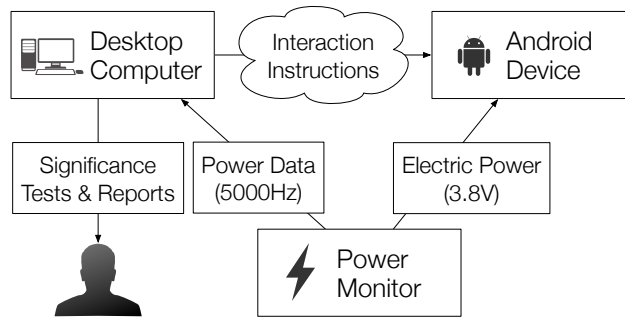 Desktop
Computer
Interaction
Instructions
Android
Device
Significance
Tests & Reports
Power Data
(5000Hz)
Electric Power
(3.8V)
Power
Monitor